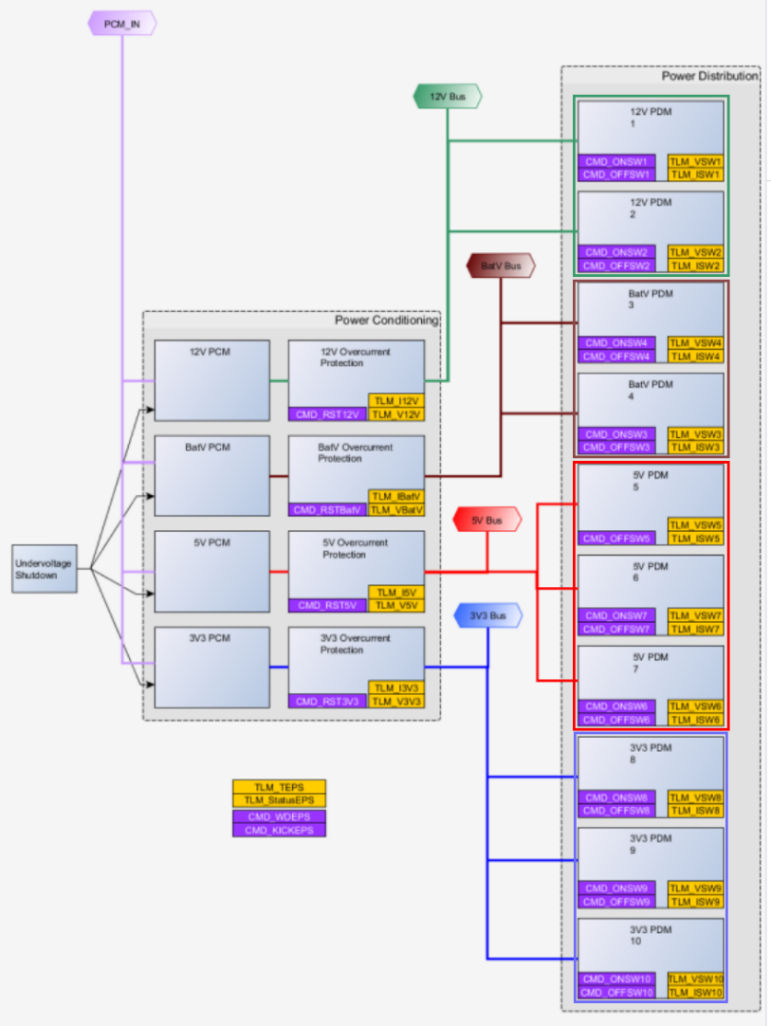 PCM_IN
12V Bus
Power Distribution
12V PDM
1
CMD_ONSW1
TLM_VSW1
CMD_OFFSW1
TLM_ISW1
12V PDM
2
CMD_ONSW2
TLM_VSW2
CMD_OFFSW2
TLM_ISW2
BatV Bus
BatV PDM
3
CMD_ONSW4
TLM_VSW4
CMD_OFFSW4
TLM_ISW4
BatV PDM
4
CMD_ONSW3
TLM_VSW3
CMD_OFFSW3
TLM_ISW3
Power Conditioning
12V PCM
12V Overcurrent
Protection
TLM_I12V
CMD_RST12V
TLM_V12V
BatV PCM
BatV Overcurrent
Protection
TLM_IBatV
CMD_RSTBatV
TLM_VBatV
5V PCM
5V Overcurrent
Protection
TLM_I5V
CMD_RST5V
TLM_V5V
3V3 PCM
3V3 Overcurrent
Protection
TLM_I3V3
CMD_RST3V3
TLM_V3V3
Undervoltage
Shutdown
5V Bus
5V PDM
5
TLM_VSW5
CMD_OFFSW5
TLM_ISW5
5V PDM
6
CMD_ONSW7
TLM_VSW7
CMD_OFFSW7
TLM_ISW7
5V PDM
7
CMD_ONSW6
TLM_VSW6
CMD_OFFSW6
TLM_ISW6
3V3 Bus
3V3 PDM
8
CMD_ONSW8
TLM_VSW8
CMD_OFFSW8
TLM_ISW8
3V3 PDM
9
CMD_ONSW9
TLM_VSW9
CMD_OFFSW9
TLM_ISW9
3V3 PDM
10
CMD_ONSW10
TLM_VSW10
CMD_OFFSW10
TLM_ISW10
TLM_TEPS
TLM_StatusEPS
CMD_WDEPS
CMD_KICKEPS